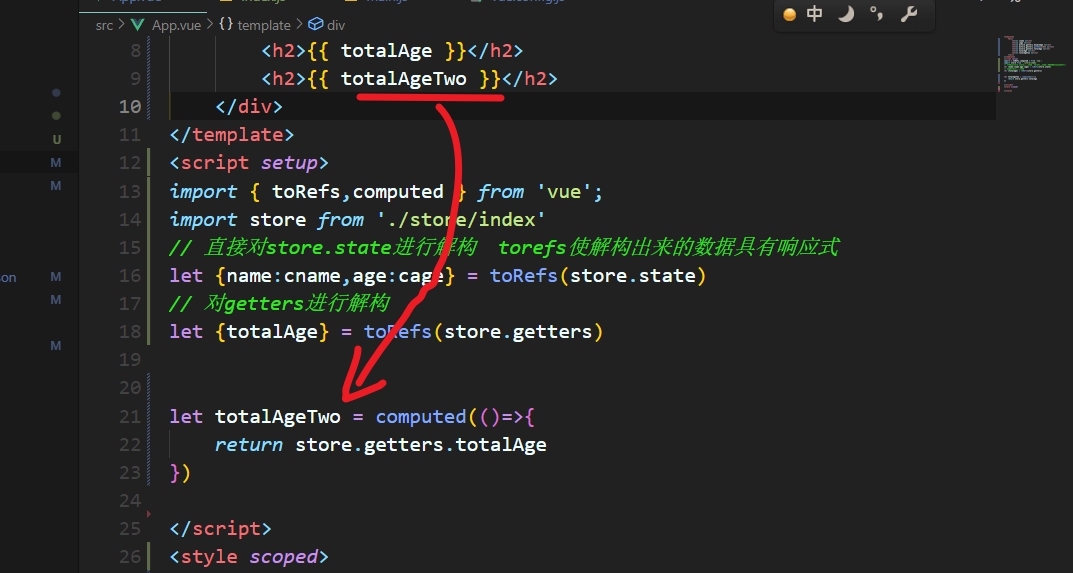 src > App.vue > {} template > div
8 <h2>{{ totalAge }}</h2>
9 <h2>{{ totalAgeTwo }}</h2>
10 </div>
11 </template>
12 <script setup>
13 import { toRefs,computed } from 'vue';
14 import store from './store/index'
15 // 直接对store.state进行解构  torefs使解构出来的数据具有响应式
16 let {name:cname,age:cage} = toRefs(store.state)
17 // 对getters进行解构
18 let {totalAge} = toRefs(store.getters)
19
20
21 let totalAgeTwo = computed(()=>{
22 return store.getters.totalAge
23 })
24
25 </script>
26 <style scoped>
U
M
M
son M
M
M
中